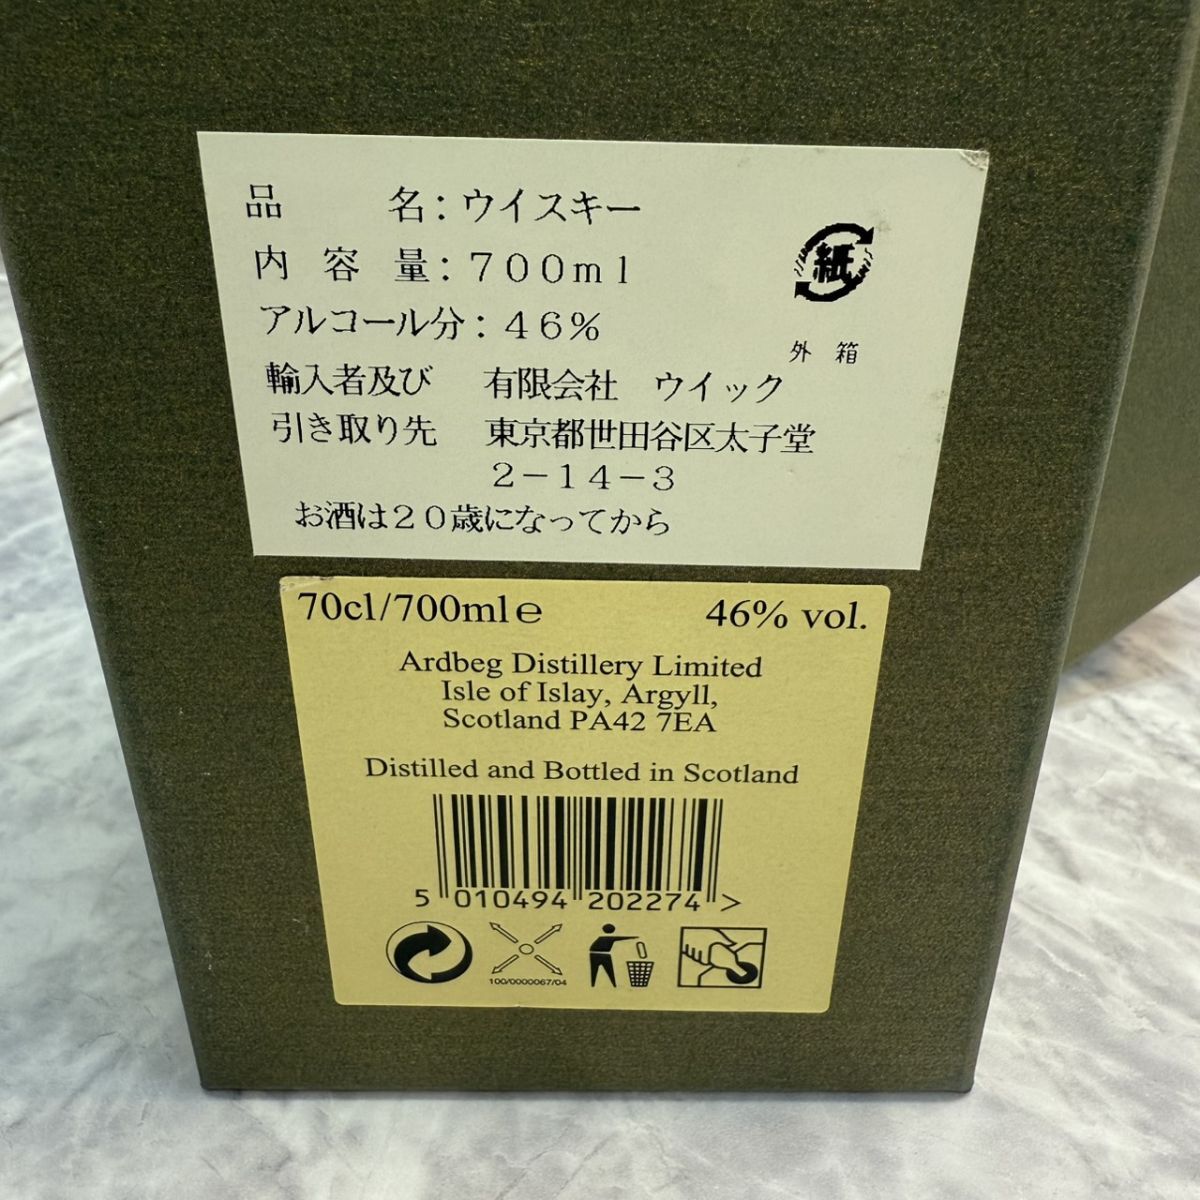 品　名：ウイスキー
内 容 量：７００ｍｌ
アルコール分：４６％
輸入者及び　有限会社　ウイック
引き取り先　東京都世田谷区太子堂
２－１４－３
お酒は２０歳になってから
紙
外 箱
70cl/700ml℮　46% vol.
Ardbeg Distillery Limited
Isle of Islay, Argyll,
Scotland PA42 7EA
Distilled and Bottled in Scotland
5 010494 202274 >
100/0000067/04